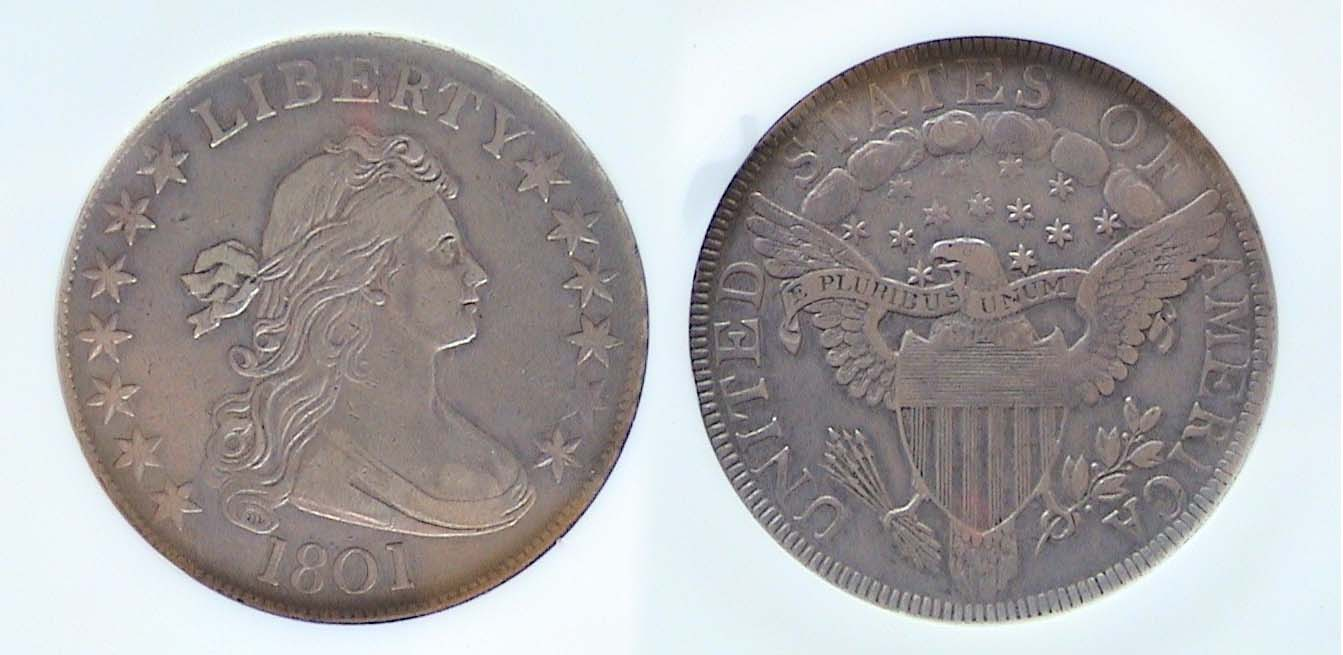 LIBERTY
1801
UNITED STATES OF AMERICA
E PLURIBUS UNUM